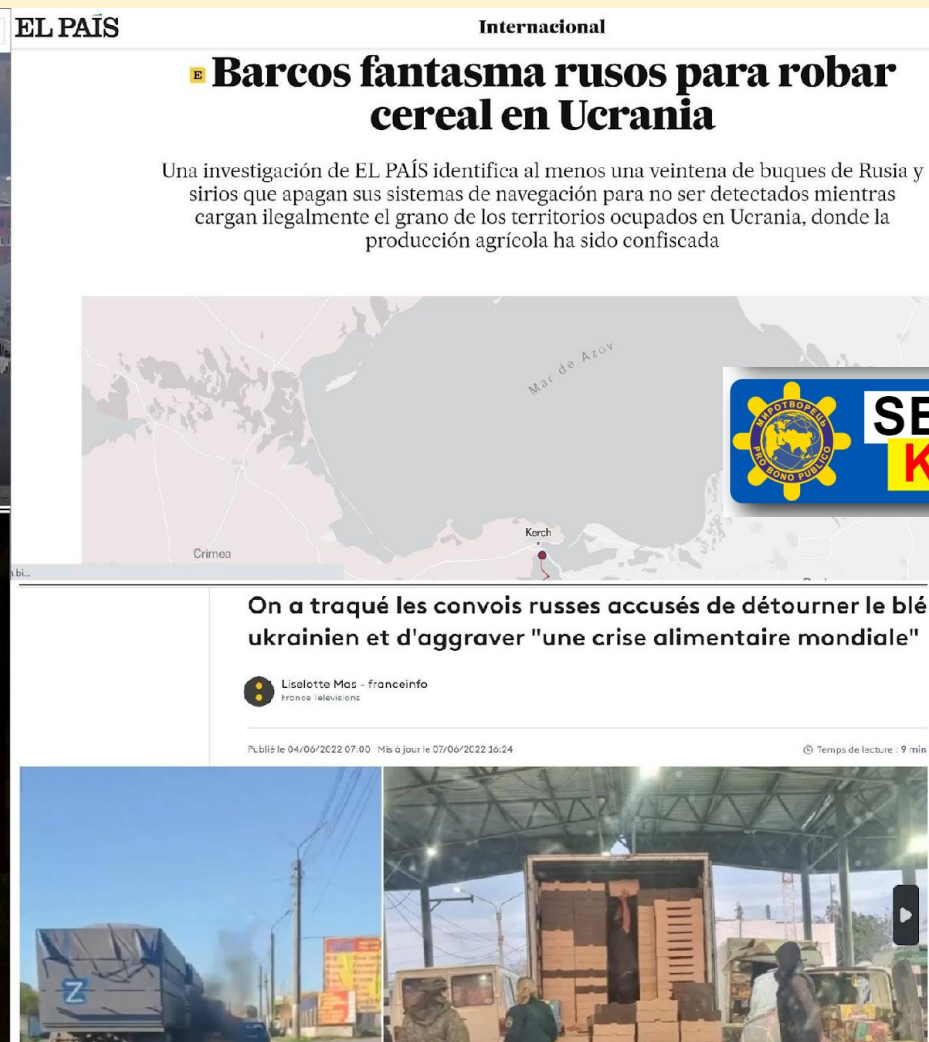 EL PAÍS
Internacional
E Barcos fantasma rusos para robar
cereal en Ucrania
Una investigación de EL PAÍS identifica al menos una veintena de buques de Rusia y
sirios que apagan sus sistemas de navegación para no ser detectados mientras
cargan ilegalmente el grano de los territorios ocupados en Ucrania, donde la
producción agrícola ha sido confiscada
Mar de Azov
МИРОТВОРЕЦЬ
PRO BONO PUBLICO
SE
K
Kerch
Crimea
On a traqué les convois russes accusés de détourner le blé
ukrainien et d'aggraver "une crise alimentaire mondiale"
Liselotte Mas - franceinfo
France Télévisions
Publié le 04/06/2022 07:00 Mis à jour le 07/06/2022 16:24
Temps de lecture : 9 min
Z